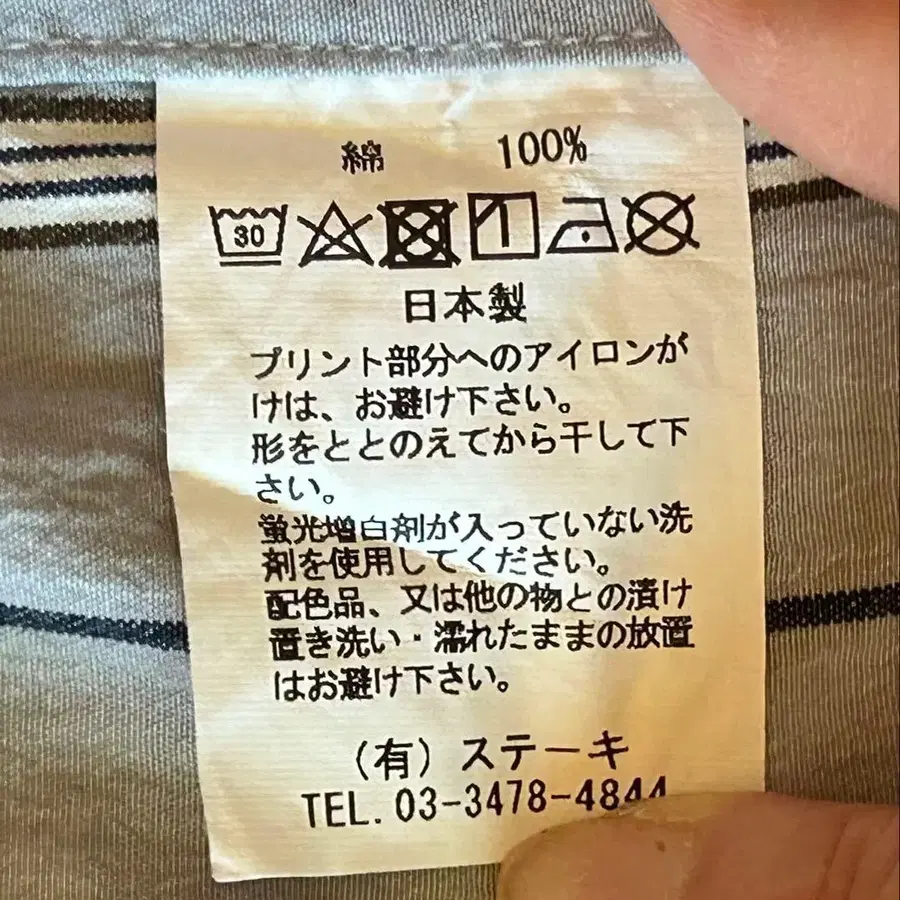 綿 100%
30
日本製
プリント部分へのアイロンが
けは、お避け下さい。
形をととのえてから干して下
さい。
蛍光増白剤が入っていない洗
剤を使用してください。
配色品、又は他の物との漬け
置き洗い・濡れたままの放置
はお避け下さい。
(有)ステーキ
TEL.03-3478-4844